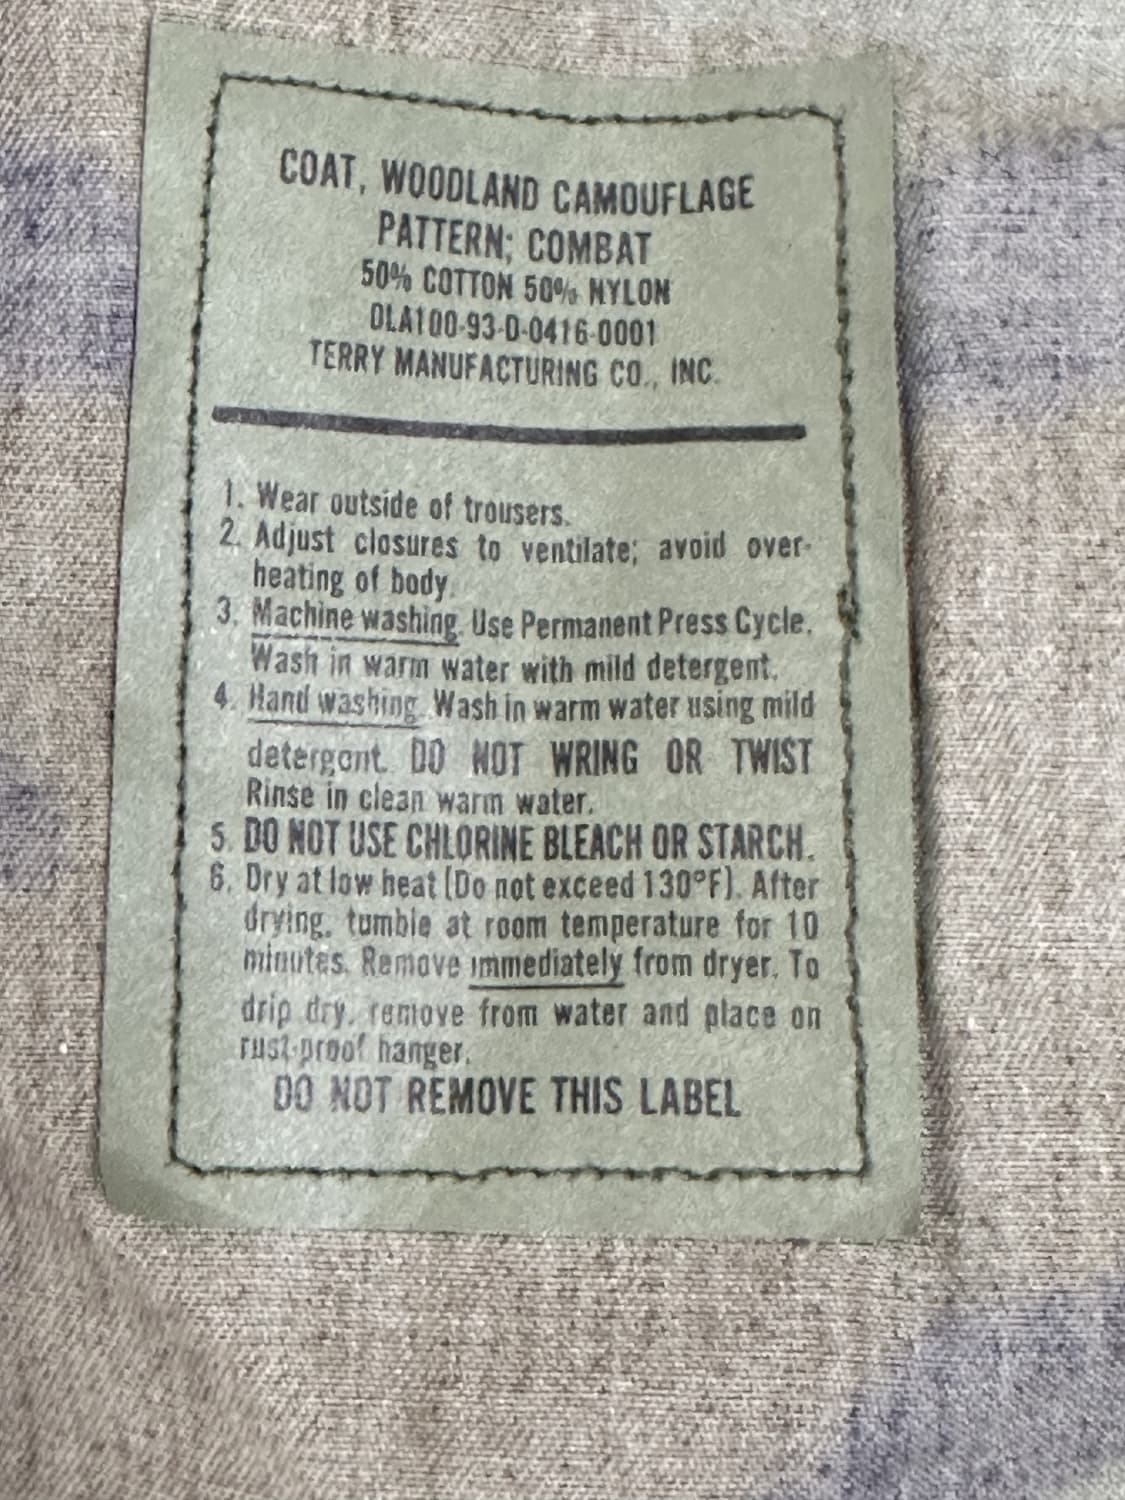 COAT, WOODLAND CAMOUFLAGE
PATTERN; COMBAT
50% COTTON 50% NYLON
DLA100-93-D-0416-0001
TERRY MANUFACTURING CO., INC.
1. Wear outside of trousers.
2. Adjust closures to ventilate; avoid over-
heating of body.
3. Machine washing. Use Permanent Press Cycle.
Wash in warm water with mild detergent.
4. Hand washing. Wash in warm water using mild
detergent. DO NOT WRING OR TWIST
Rinse in clean warm water.
5. DO NOT USE CHLORINE BLEACH OR STARCH.
6. Dry at low heat (Do not exceed 130°F). After
drying, tumble at room temperature for 10
minutes. Remove immediately from dryer. To
drip dry, remove from water and place on
rust-proof hanger.
DO NOT REMOVE THIS LABEL